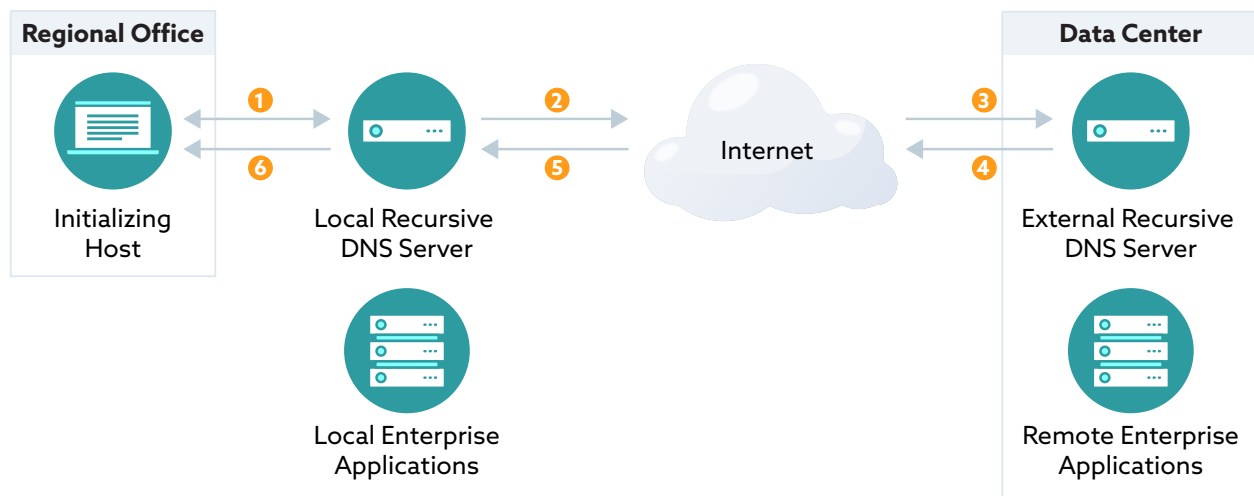 Regional Office
Data Center
1
2
3
6
5
4
Internet
Initializing
Host
Local Recursive
DNS Server
External Recursive
DNS Server
Local Enterprise
Applications
Remote Enterprise
Applications